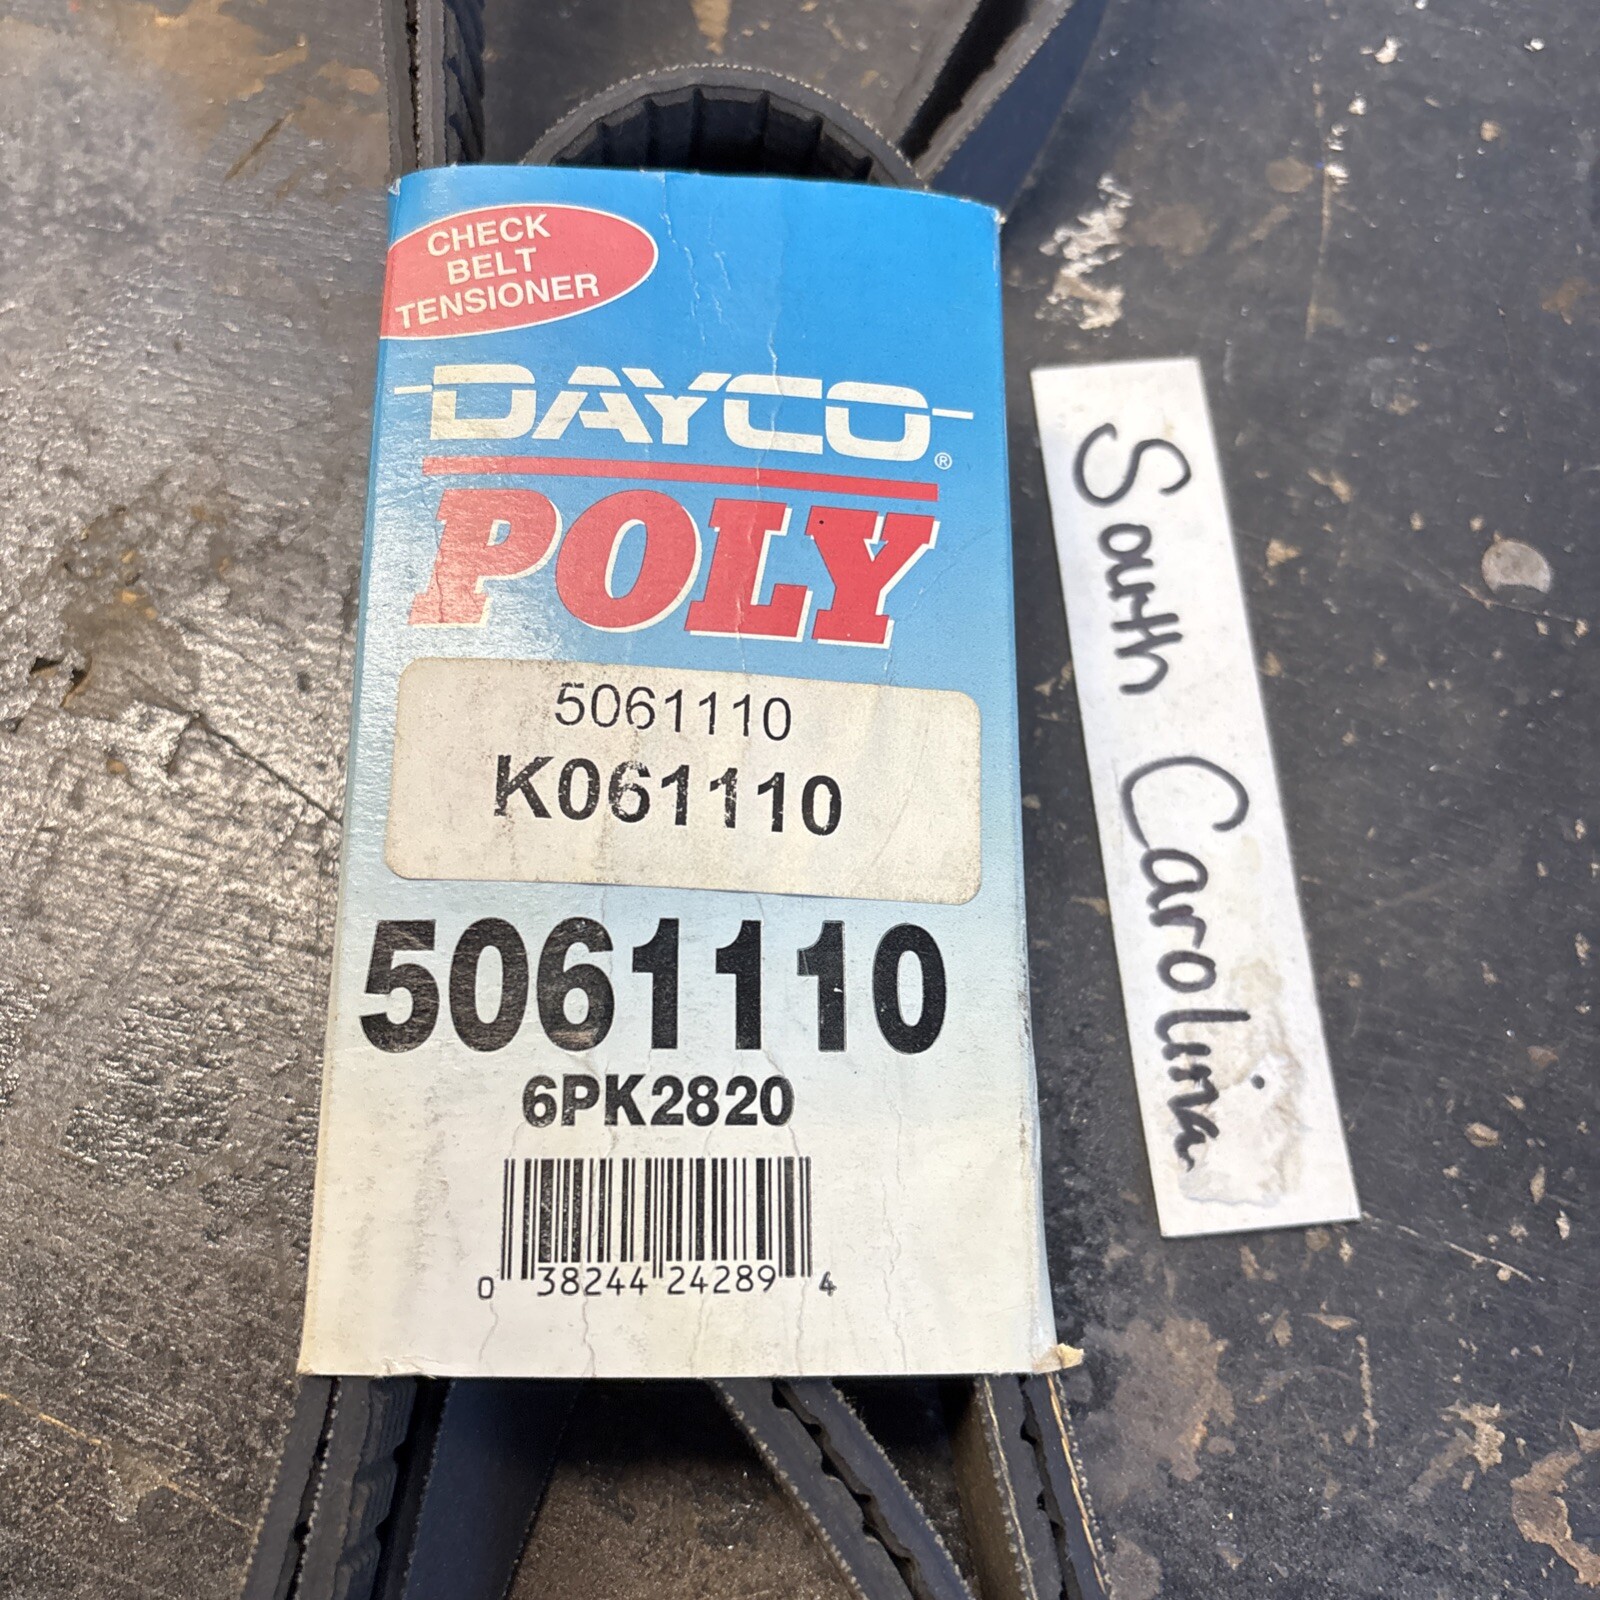 CHECK
BELT
TENSIONER
DAYCO®
POLY
5061110
K061110
5061110
6PK2820
0 38244 24289 4
South Carolina